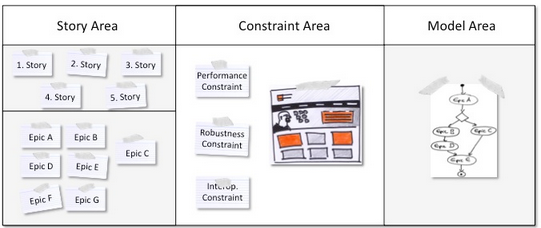 Story Area
Constraint Area
Model Area
1. Story
2. Story
3. Story
4. Story
5. Story
Epic A
Epic B
Epic C
Epic D
Epic E
Epic F
Epic G
Performance
Constraint
Robustness
Constraint
Interop.
Constraint
Epic A
Epic B
Epic C
Epic D
Epic E